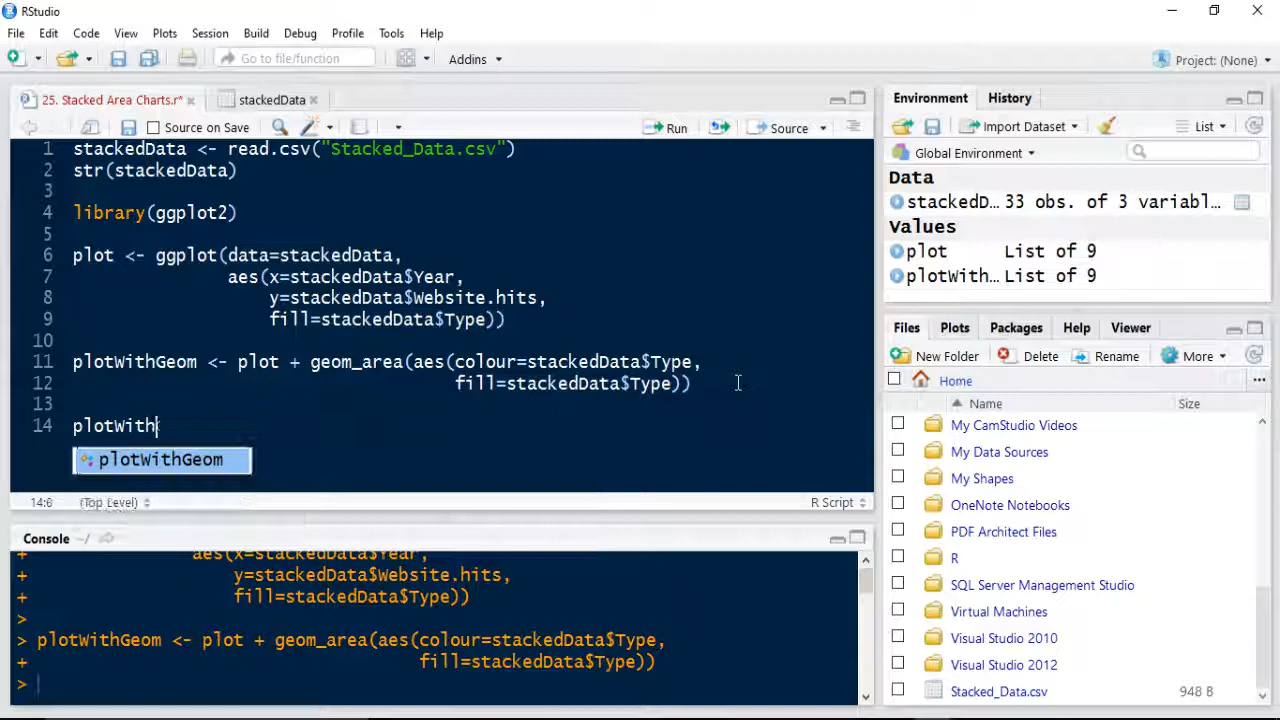 RStudio
File Edit Code View Plots Session Build Debug Profile Tools Help
Go to file/function Addins Project: (None)
25. Stacked Area Charts.r* stackedData
Source on Save Run Source
1 stackedData <- read.csv("Stacked_Data.csv")
2 str(stackedData)
3
4 library(ggplot2)
5
6 plot <- ggplot(data=stackedData,
7 aes(x=stackedData$Year,
8 y=stackedData$Website.hits,
9 fill=stackedData$Type))
10
11 plotWithGeom <- plot + geom_area(aes(colour=stackedData$Type,
12 fill=stackedData$Type))
13
14 plotWith
plotWithGeom
14:6 (Top Level) R Script
Console ~/
+ aes(x=stackedData$Year,
+ y=stackedData$Website.hits,
+ fill=stackedData$Type))
>
> plotWithGeom <- plot + geom_area(aes(colour=stackedData$Type,
+ fill=stackedData$Type))
>
Environment History
Import Dataset List
Global Environment
Data
stackedD… 33 obs. of 3 variabl…
Values
plot List of 9
plotWith… List of 9
Files Plots Packages Help Viewer
New Folder Delete Rename More
Home ...
Name Size
My CamStudio Videos
My Data Sources
My Shapes
OneNote Notebooks
PDF Architect Files
R
SQL Server Management Studio
Virtual Machines
Visual Studio 2010
Visual Studio 2012
Stacked_Data.csv 948 B